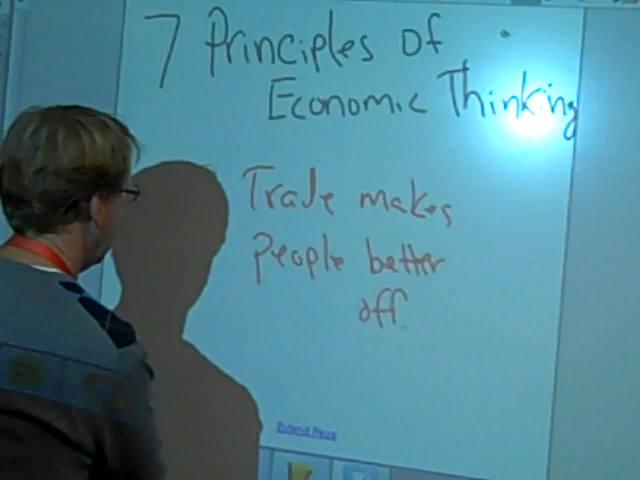 7 Principles of
Economic Thinking
Trade makes
People better
off.
Extend Page